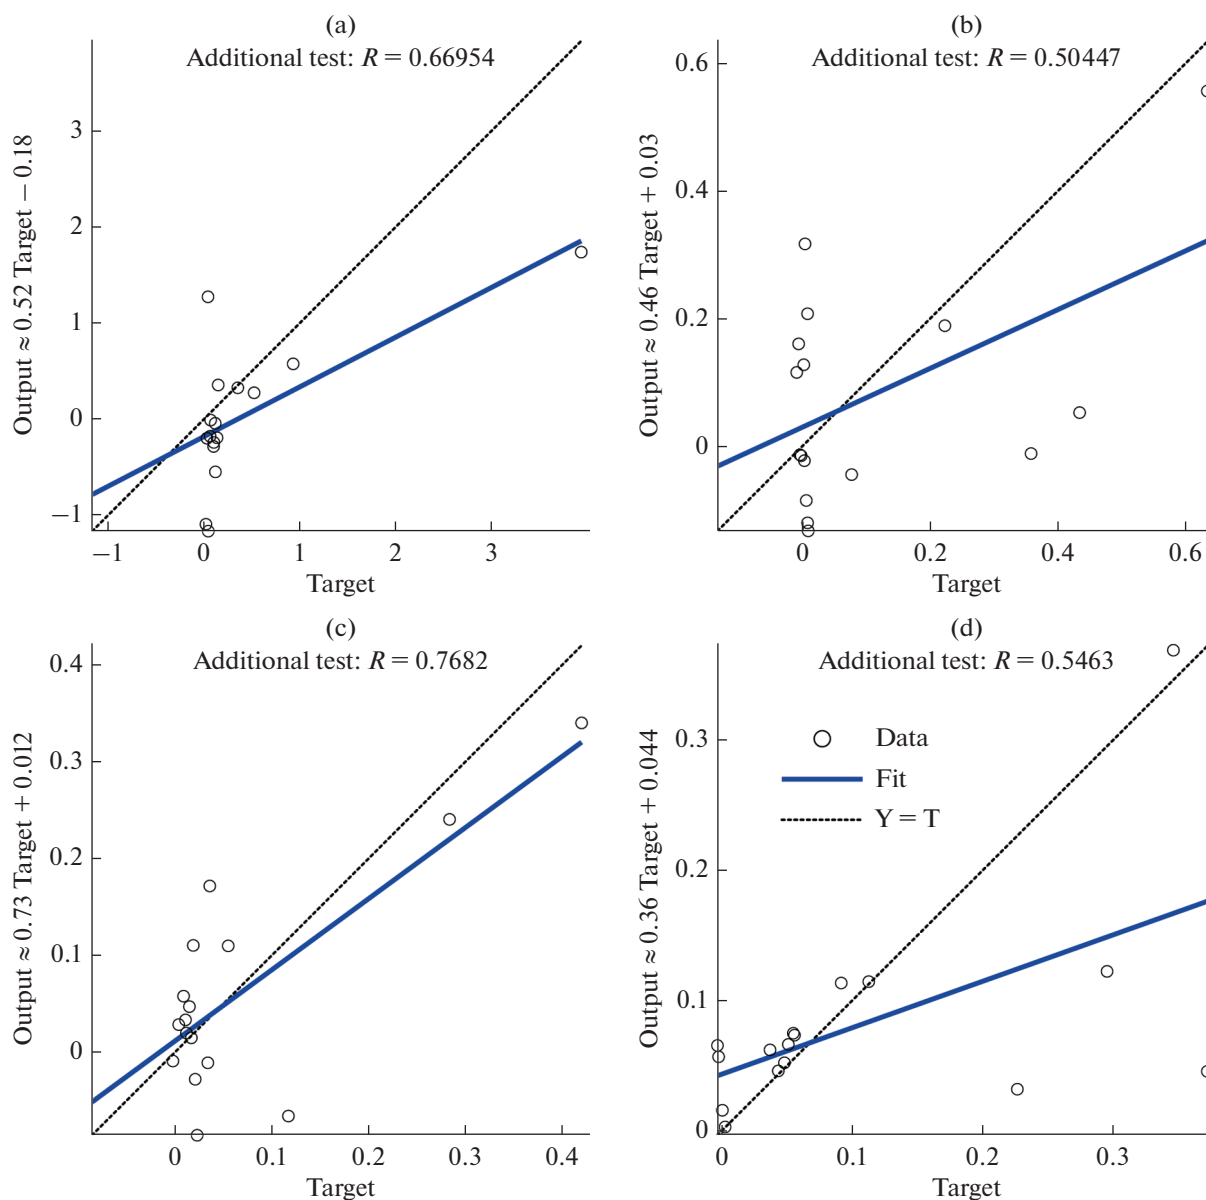 (a)
Additional test: R = 0.66954
Output ≈ 0.52 Target − 0.18
3
2
1
0
−1
−1 0 1 2 3
Target
(b)
Additional test: R = 0.50447
Output ≈ 0.46 Target + 0.03
0.6
0.4
0.2
0
0 0.2 0.4 0.6
Target
(c)
Additional test: R = 0.7682
Output ≈ 0.73 Target + 0.012
0.4
0.3
0.2
0.1
0
0 0.1 0.2 0.3 0.4
Target
(d)
Additional test: R = 0.5463
Output ≈ 0.36 Target + 0.044
0.3
0.2
0.1
0
Data
Fit
Y = T
0 0.1 0.2 0.3
Target